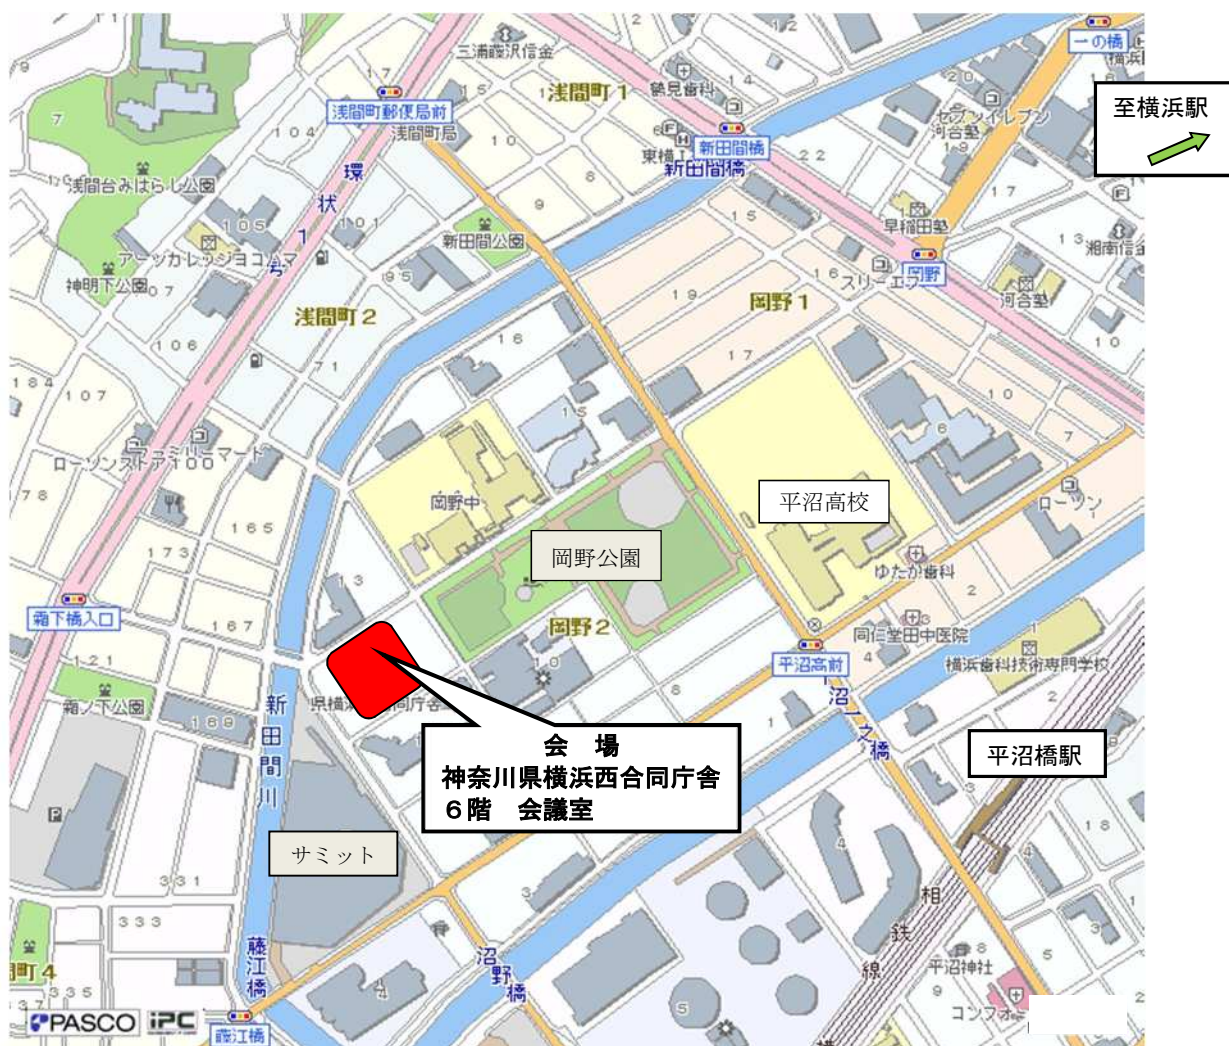 一の橋
三浦藤沢信金
浅間町1
鶴見歯科
至横浜駅
浅間町郵便局前
浅間町局
セブンイレブン
河合塾
新田間橋
新田間橋
環状1号
浅間台みはらし公園
早稲田塾
新田間公園
岡野
湘南信金
アーツカレッジヨコハマ
スリーエフ
神明下公園
河合塾
岡野1
浅間町2
ファミリーマート
ローソンストア100
岡野中
平沼高校
ローソン
岡野公園
ゆたか歯科
霜下橋入口
岡野2
同仁堂田中医院
平沼高前
横浜歯科技術専門学校
霜ノ下公園
新田間川
平沼一之橋
会 場
神奈川県横浜西合同庁舎
6階 会議室
平沼橋駅
サミット
相鉄線
藤江橋
沼野橋
平沼神社
コンフォー
間町4
PASCO
iPC
藤江橋